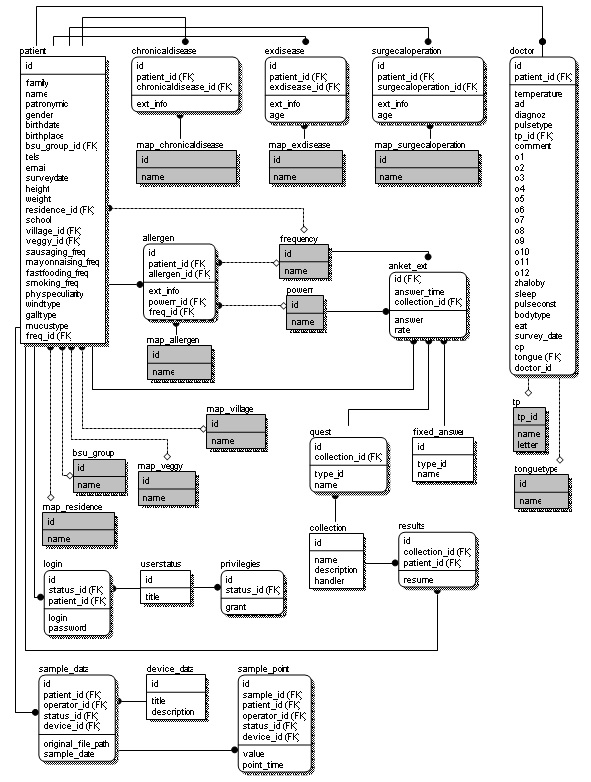 patient
id
family
name
patronymic
gender
birthdate
birthplace
bsu_group_id (FK)
tels
emai
surveydate
height
weight
residence_id (FK)
school
village_id (FK)
veggy_id (FK)
sausaging_freq
mayonnaising_freq
fastfooding_freq
smoking_freq
physpeculiarity
windtype
galltype
mucustype
freq_id (FK)
chronicaldisease
id
patient_id (FK)
chronicaldisease_id (FK)
ext_info
map_chronicaldisease
id
name
exdisease
id
patient_id (FK)
exdisease_id (FK)
ext_info
age
map_exdisease
id
name
surgecaloperation
id
patient_id (FK)
surgecaloperation_id (FK)
ext_info
age
map_surgecaloperation
id
name
doctor
id
patient_id (FK)
temperature
ad
diagnoz
pulsetype
tp_id (FK)
comment
o1
o2
o3
o4
o5
o6
o7
o8
o9
o10
o11
o12
zhaloby
sleep
pulseconst
bodytype
eat
survey_date
cp
tongue (FK)
doctor_id
allergen
id
patient_id (FK)
allergen_id (FK)
ext_info
powerr_id (FK)
freq_id (FK)
map_allergen
id
name
frequency
id
name
powerr
id
name
anket_ext
id (FK)
answer_time
collection_id (FK)
answer
rate
map_village
id
name
map_veggy
id
name
bsu_group
id
name
map_residence
id
name
quest
id
collection_id (FK)
type_id
name
fixed_answer
id
type_id
name
tp
tp_id
name
letter
tonguetype
id
name
collection
id
name
description
handler
results
id
collection_id (FK)
patient_id (FK)
resume
login
id
status_id (FK)
patient_id (FK)
login
password
userstatus
id
title
privilegies
id
status_id (FK)
grant
sample_data
id
patient_id (FK)
operator_id (FK)
status_id (FK)
device_id (FK)
original_file_path
sample_date
device_data
id
title
description
sample_point
id
sample_id (FK)
patient_id (FK)
operator_id (FK)
status_id (FK)
device_id (FK)
value
point_time